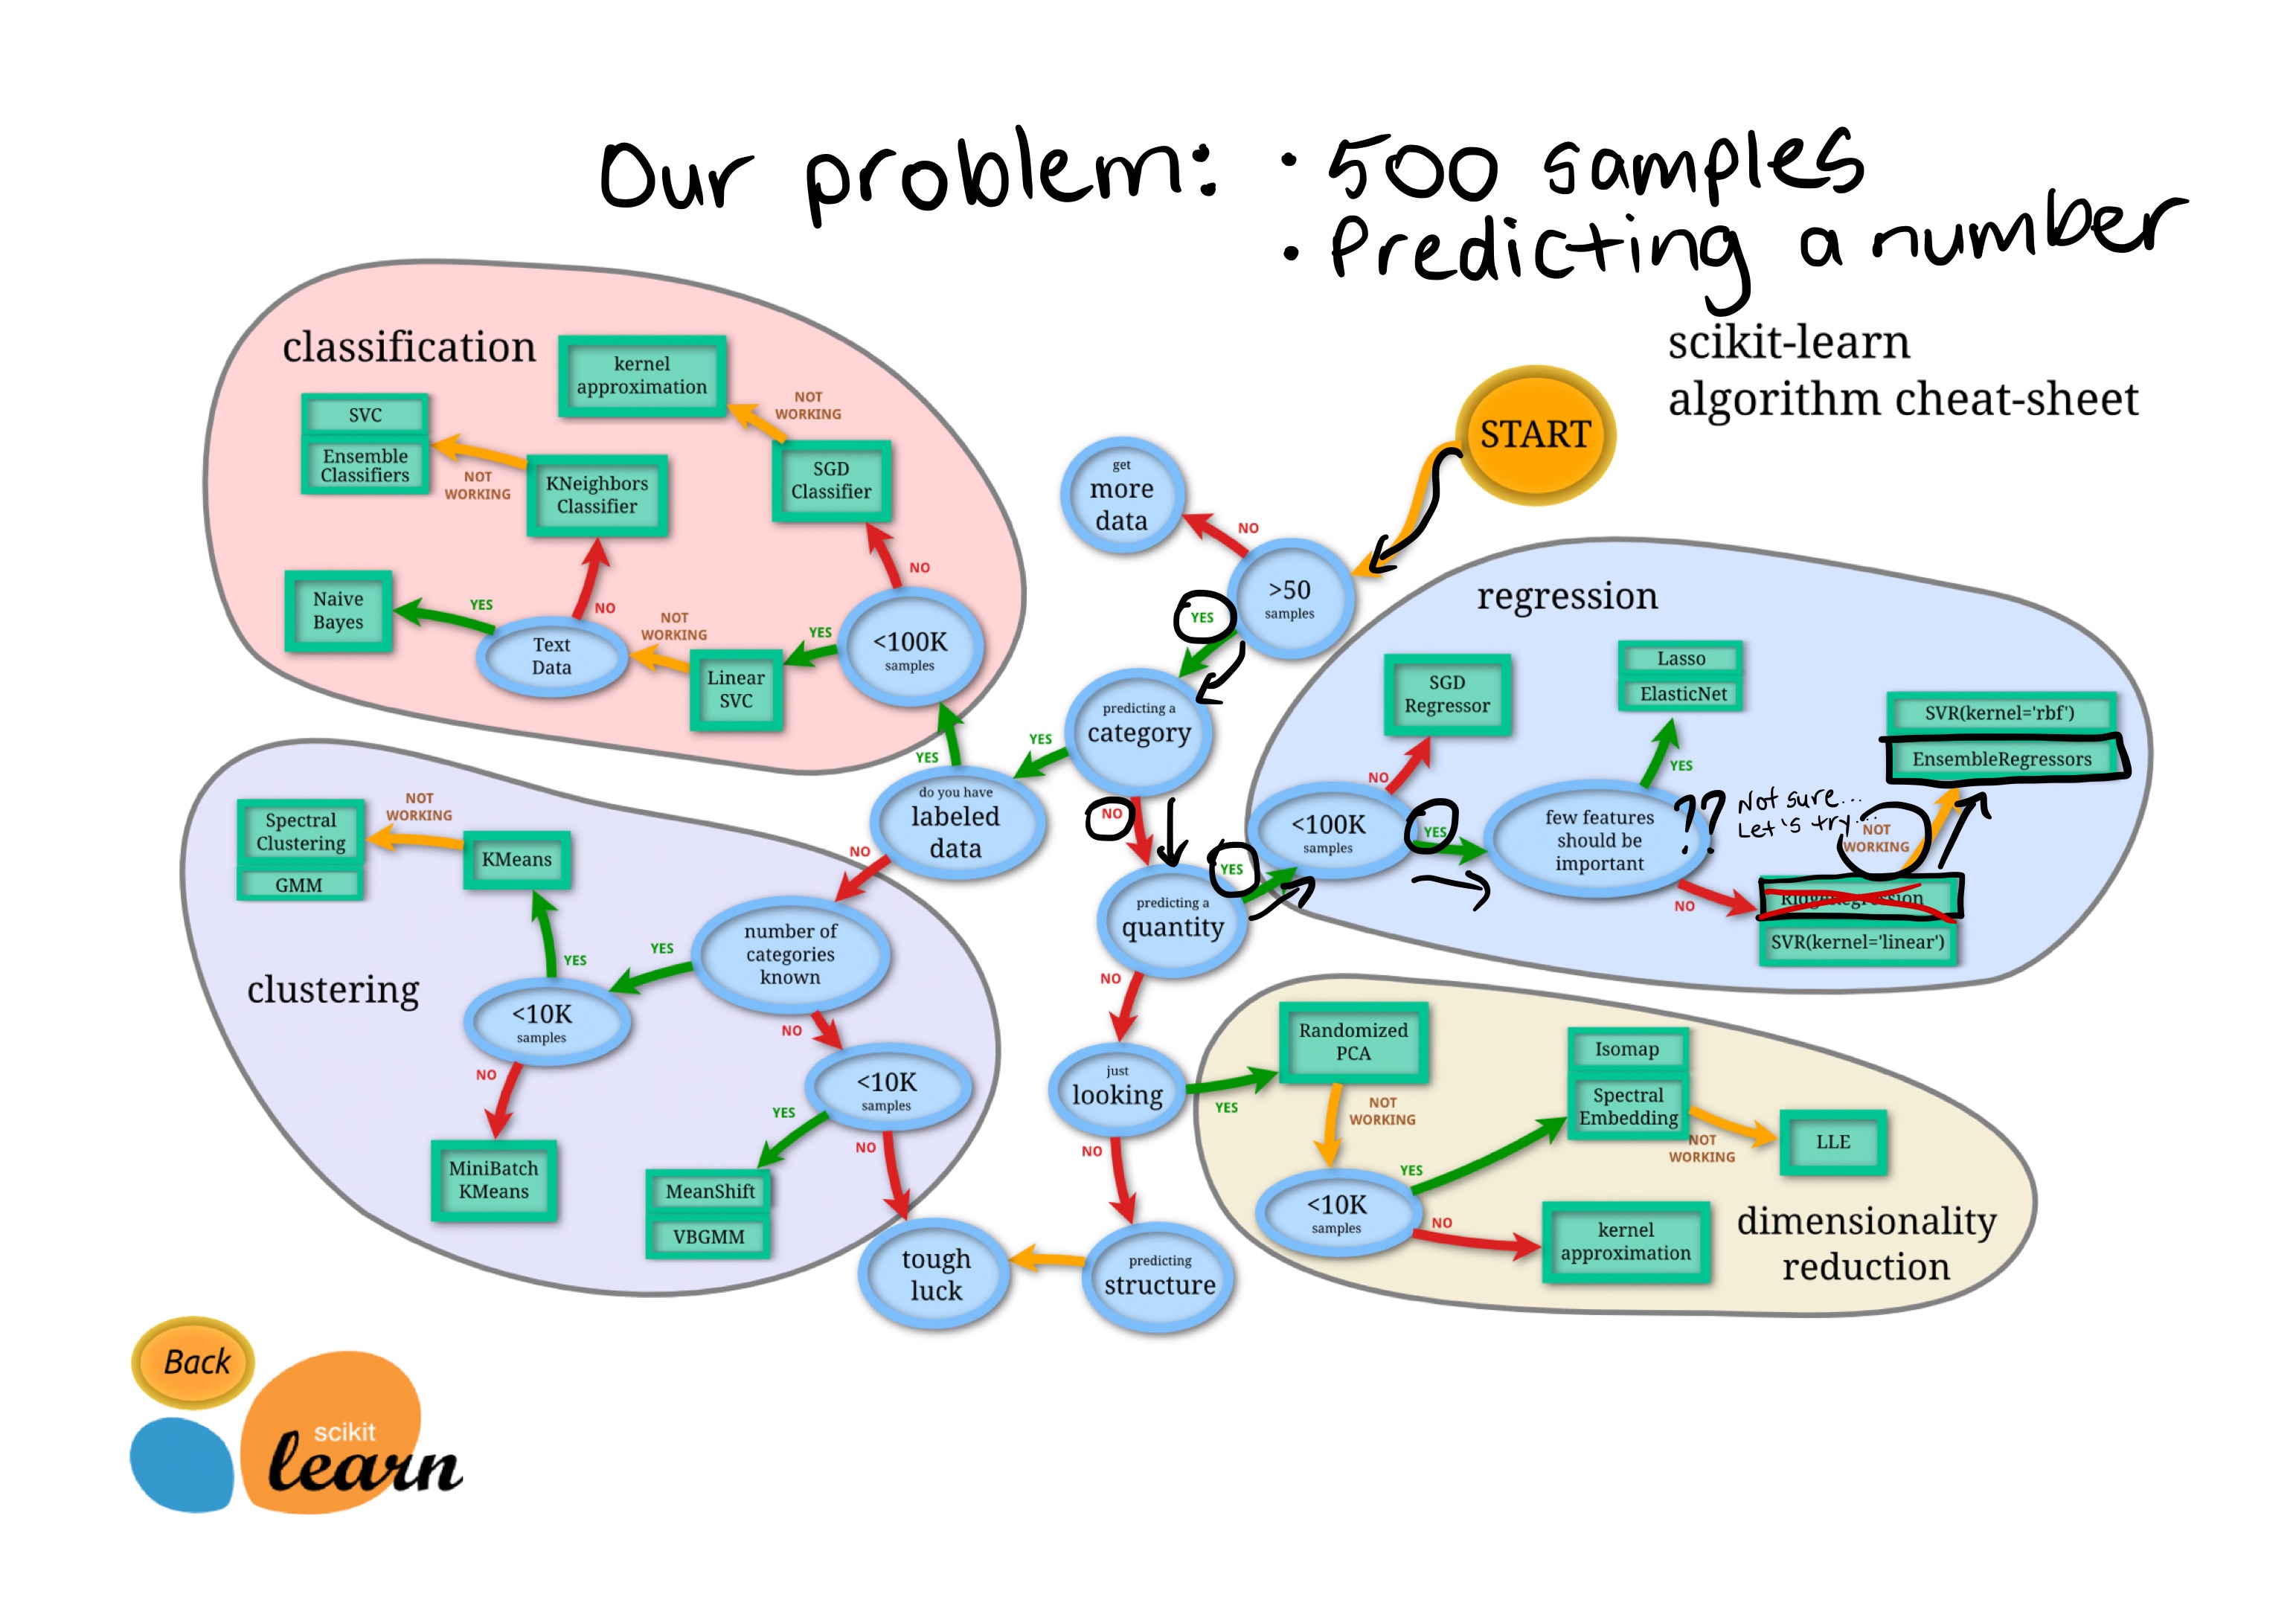 Our problem: • 500 samples
• Predicting a number
scikit-learn
algorithm cheat-sheet
START
classification
kernel
approximation
NOT
WORKING
SVC
Ensemble
Classifiers
NOT
WORKING
KNeighbors
Classifier
SGD
Classifier
NO
Naive
Bayes
YES
NO
Text
Data
NOT
WORKING
Linear
SVC
YES
<100K
samples
YES
get
more
data
NO
>50
samples
YES
predicting a
category
YES
NO
do you have
labeled
data
NO
predicting a
quantity
YES
NO
regression
SGD
Regressor
NO
<100K
samples
YES
Lasso
ElasticNet
YES
few features
should be
important
??
Not sure...
Let's try...
NOT
WORKING
SVR(kernel='rbf')
EnsembleRegressors
NO
RidgeRegression
SVR(kernel='linear')
clustering
Spectral
Clustering
GMM
NOT
WORKING
KMeans
YES
<10K
samples
YES
number of
categories
known
NO
NO
MiniBatch
KMeans
<10K
samples
YES
NO
MeanShift
VBGMM
tough
luck
just
looking
YES
NO
predicting
structure
Randomized
PCA
NOT
WORKING
<10K
samples
YES
NO
Isomap
Spectral
Embedding
NOT
WORKING
LLE
kernel
approximation
dimensionality
reduction
Back
scikit
learn